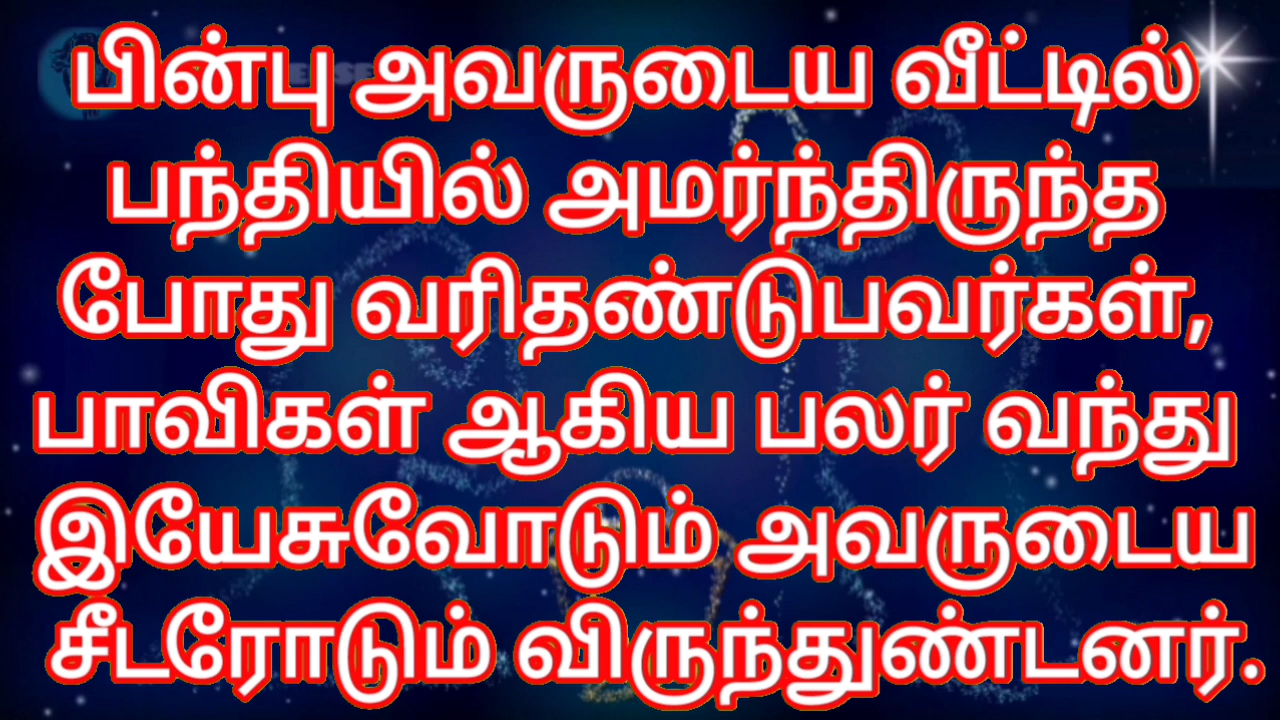 பின்பு அவருடைய வீட்டில்
பந்தியில் அமர்ந்திருந்த
போது வரிதண்டுபவர்கள்,
பாவிகள் ஆகிய பலர் வந்து
இயேசுவோடும் அவருடைய
சீடரோடும் விருந்துண்டனர்.